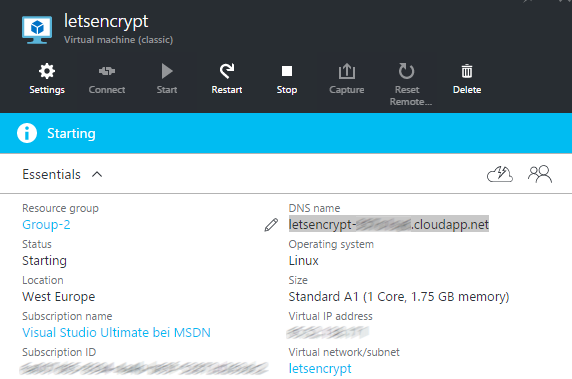 letsencrypt
Virtual machine (classic)
Settings Connect Start Restart Stop Capture Reset Remote... Delete
Starting
Essentials
Resource group
Group-2
Status
Starting
Location
West Europe
Subscription name
Visual Studio Ultimate bei MSDN
Subscription ID
DNS name
letsencrypt- .cloudapp.net
Operating system
Linux
Size
Standard A1 (1 Core, 1.75 GB memory)
Virtual IP address
Virtual network/subnet
letsencrypt